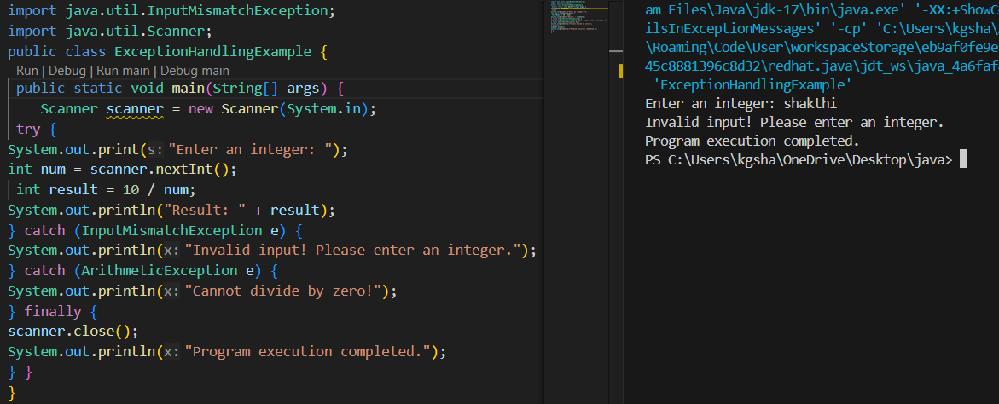 import java.util.InputMismatchException;
import java.util.Scanner;
public class ExceptionHandlingExample {
Run | Debug | Run main | Debug main
public static void main(String[] args) {
Scanner scanner = new Scanner(System.in);
try {
System.out.print(s: "Enter an integer: ");
int num = scanner.nextInt();
int result = 10 / num;
System.out.println("Result: " + result);
} catch (InputMismatchException e) {
System.out.println(x: "Invalid input! Please enter an integer.");
} catch (ArithmeticException e) {
System.out.println(x: "Cannot divide by zero!");
} finally {
scanner.close();
System.out.println(x: "Program execution completed.");
} }
}
am Files\Java\jdk-17\bin\java.exe' '-XX:+ShowC
ilsInExceptionMessages' '-cp' 'C:\Users\kgsha\
\Roaming\Code\User\workspaceStorage\eb9af0fe9e
45c8881396c8d32\redhat.java\jdt_ws\java_4a6faf
'ExceptionHandlingExample'
Enter an integer: shakthi
Invalid input! Please enter an integer.
Program execution completed.
PS C:\Users\kgsha\OneDrive\Desktop\java>